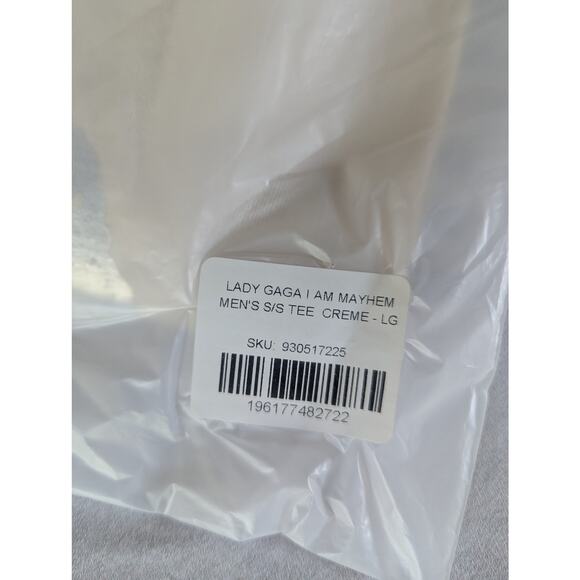 LADY GAGA I AM MAYHEM
MEN'S S/S TEE CREME - LG
SKU: 930517225
196177482722